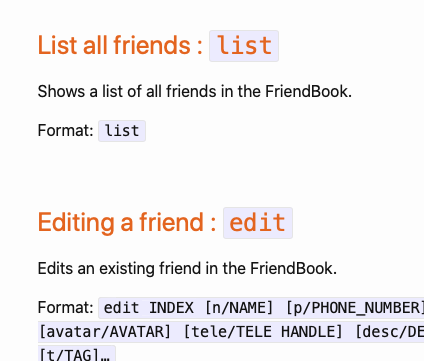 List all friends : list
Shows a list of all friends in the FriendBook.
Format: list
Editing a friend : edit
Edits an existing friend in the FriendBook.
Format: edit INDEX [n/NAME] [p/PHONE_NUMBER]
[avatar/AVATAR] [tele/TELE HANDLE] [desc/DE
[t/TAG]…